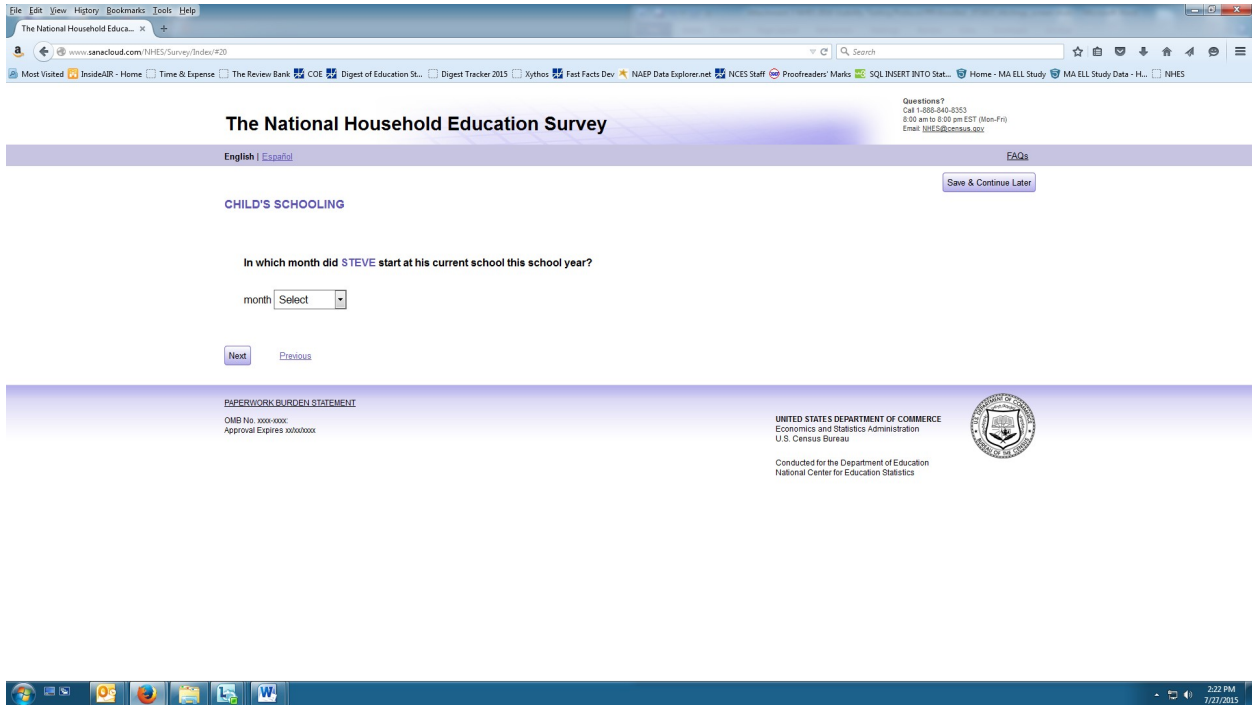 File Edit View History Bookmarks Tools Help
The National Household Educa... × +
www.sanacloud.com/NHES/Survey/Index/#20
Search
Most Visited InsideAIR - Home Time & Expense The Review Bank COE Digest of Education St... Digest Tracker 2015 Xythos Fast Facts Dev NAEP Data Explorer.net NCES Staff Proofreaders' Marks SQL INSERT INTO Stat... Home - MA ELL Study MA ELL Study Data - H... NHES
The National Household Education Survey
Questions?
Call 1-888-840-8353
8:00 am to 8:00 pm EST (Mon-Fri)
Email: NHES@census.gov
English | Español
FAQs
Save & Continue Later
CHILD'S SCHOOLING
In which month did STEVE start at his current school this school year?
month Select
Next Previous
PAPERWORK BURDEN STATEMENT
OMB No. xxxx-xxxx:
Approval Expires xx/xx/xxxx
UNITED STATES DEPARTMENT OF COMMERCE
Economics and Statistics Administration
U.S. Census Bureau
Conducted for the Department of Education
National Center for Education Statistics
2:22 PM
7/27/2015